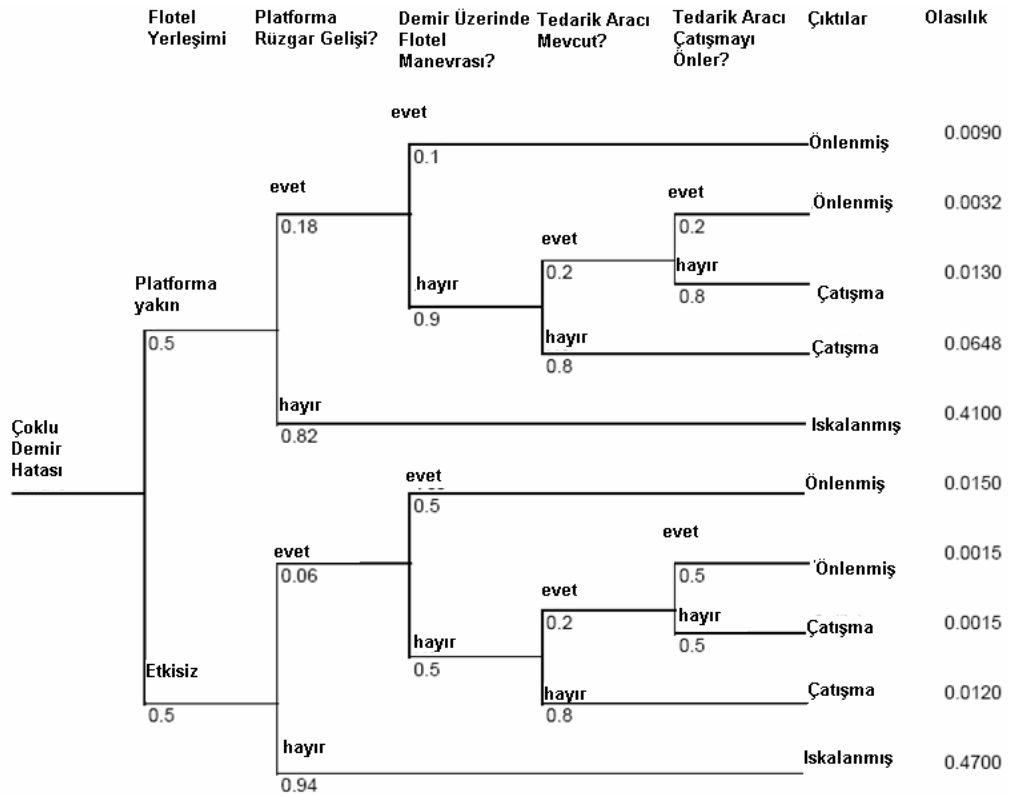 Flotel
Yerleşimi
Platforma
Rüzgar Gelişi?
Demir Üzerinde
Flotel
Manevrası?
Tedarik Aracı
Mevcut?
Tedarik Aracı
Çatışmayı
Önler?
Çıktılar
Olasılık
evet
0.1
Önlenmiş
0.0090
evet
0.18
evet
0.2
Önlenmiş
0.0032
evet
0.2
hayır
0.8
Çatışma
0.0130
hayır
0.9
hayır
0.8
Çatışma
0.0648
Platforma
yakın
0.5
hayır
0.82
Iskalanmış
0.4100
Çoklu
Demir
Hatası
evet
0.5
Önlenmiş
0.0150
evet
0.06
evet
0.5
Önlenmiş
0.0015
evet
0.2
hayır
0.5
Çatışma
0.0015
hayır
0.5
hayır
0.8
Çatışma
0.0120
Etkisiz
0.5
hayır
0.94
Iskalanmış
0.4700